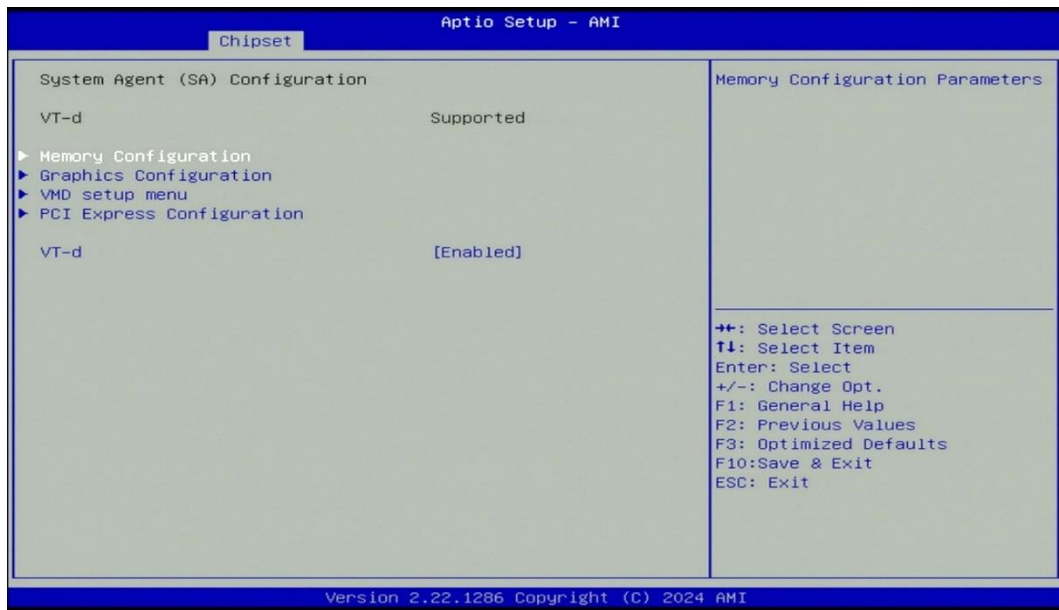 Aptio Setup - AMI
Chipset
System Agent (SA) Configuration
VT-d Supported
► Memory Configuration
► Graphics Configuration
► VMD setup menu
► PCI Express Configuration
VT-d [Enabled]
Memory Configuration Parameters
→←: Select Screen
↑↓: Select Item
Enter: Select
+/-: Change Opt.
F1: General Help
F2: Previous Values
F3: Optimized Defaults
F10:Save & Exit
ESC: Exit
Version 2.22.1286 Copyright (C) 2024 AMI